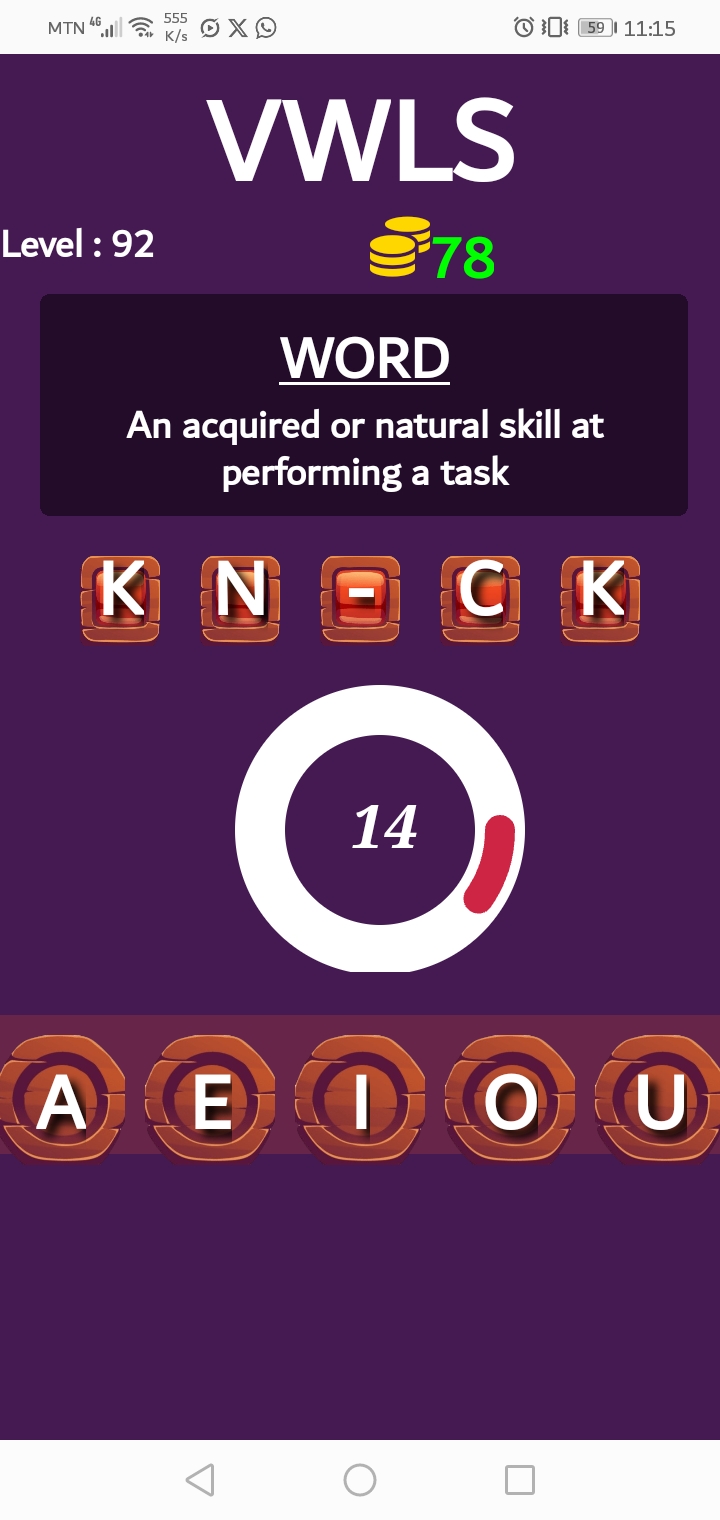 MTN 4G 555 K/s 59 11:15
VWLS
Level : 92 78
WORD
An acquired or natural skill at
performing a task
K N - C K
14
A E I O U